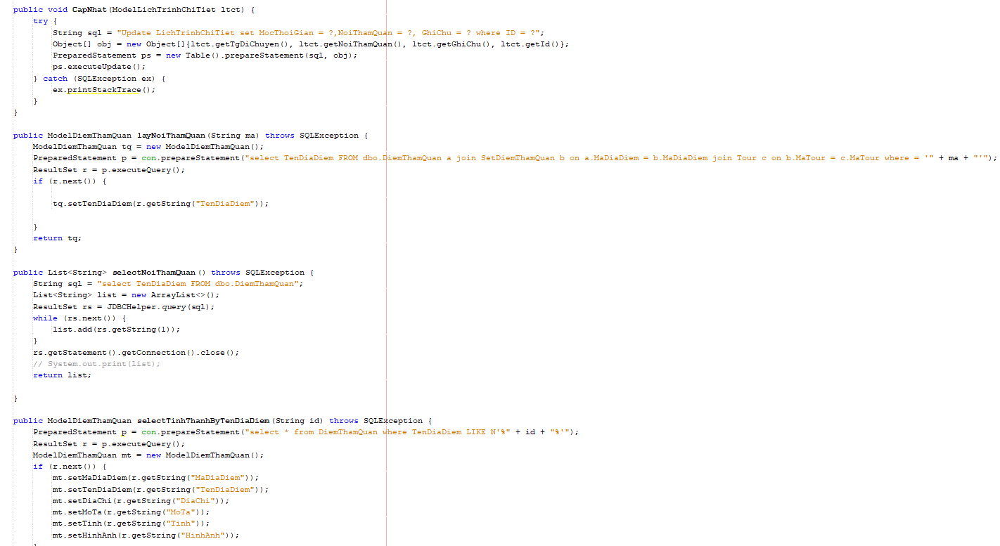 public void CapNhat(ModelLichTrinhChiTiet ltct) {
try {
String sql = "Update LichTrinhChiTiet set MocThoiGian = ?,NoiThamQuan = ?, GhiChu = ? where ID = ?";
Object[] obj = new Object[]{ltct.getTgDiChuyen(), ltct.getNoiThamQuan(), ltct.getGhiChu(), ltct.getId()};
PreparedStatement ps = new Table().prepareStatement(sql, obj);
ps.executeUpdate();
} catch (SQLException ex) {
ex.printStackTrace();
}
}
public ModelDiemThamQuan layNoiThamQuan(String ma) throws SQLException {
ModelDiemThamQuan tq = new ModelDiemThamQuan();
PreparedStatement p = con.prepareStatement("select TenDiaDiem FROM dbo.DiemThamQuan a join SetDiemThamQuan b on a.MaDiaDiem = b.MaDiaDiem join Tour c on b.MaTour = c.MaTour where = '" + ma + "'");
ResultSet r = p.executeQuery();
if (r.next()) {
tq.setTenDiaDiem(r.getString("TenDiaDiem"));
}
return tq;
}
public List<String> selectNoiThamQuan() throws SQLException {
String sql = "select TenDiaDiem FROM dbo.DiemThamQuan";
List<String> list = new ArrayList<>();
ResultSet rs = JDBCHelper.query(sql);
while (rs.next()) {
list.add(rs.getString(1));
}
rs.getStatement().getConnection().close();
// System.out.print(list);
return list;
}
public ModelDiemThamQuan selectTinhThanhByTenDiaDiem(String id) throws SQLException {
PreparedStatement p = con.prepareStatement("select * from DiemThamQuan where TenDiaDiem LIKE N'%" + id + "%'");
ResultSet r = p.executeQuery();
ModelDiemThamQuan mt = new ModelDiemThamQuan();
if (r.next()) {
mt.setMaDiaDiem(r.getString("MaDiaDiem"));
mt.setTenDiaDiem(r.getString("TenDiaDiem"));
mt.setDiaChi(r.getString("DiaChi"));
mt.setMoTa(r.getString("MoTa"));
mt.setTinh(r.getString("Tinh"));
mt.setHinhAnh(r.getString("HinhAnh"));
}